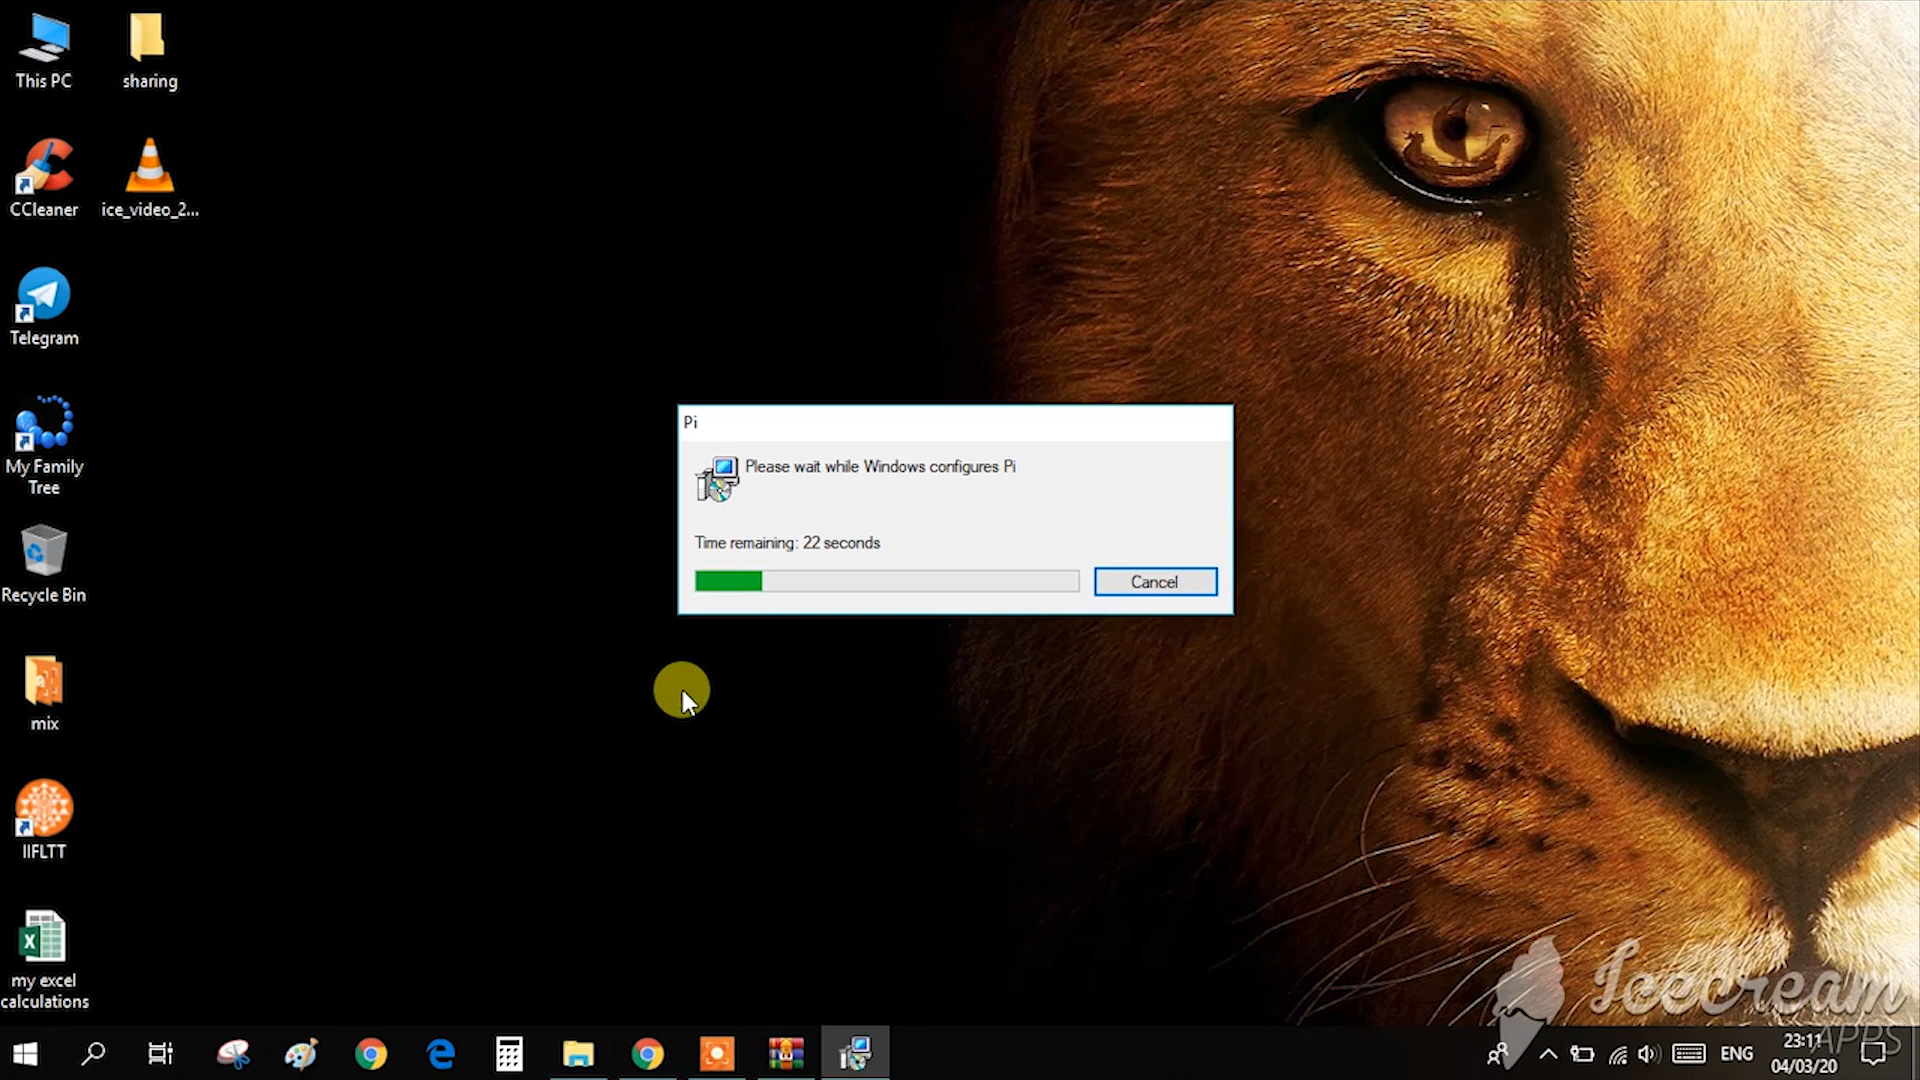 This PC
sharing
CCleaner
ice_video_2...
Telegram
My Family
Tree
Recycle Bin
mix
IIFLTT
my excel
calculations
Pi
Please wait while Windows configures Pi
Time remaining: 22 seconds
Cancel
Icecream
APPS
ENG
23:11
04/03/20